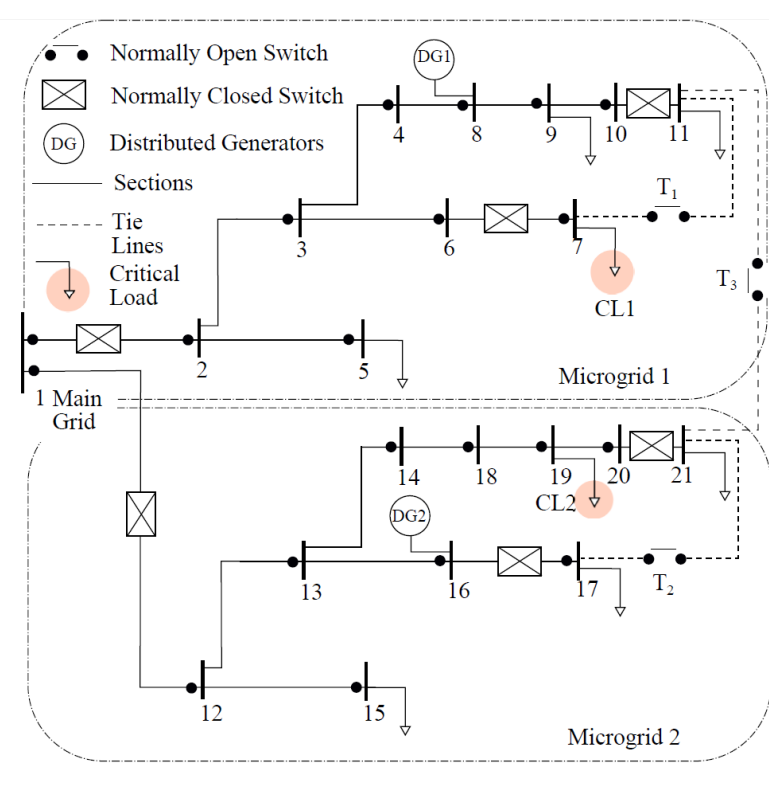 Normally Open Switch
Normally Closed Switch
DG
Distributed Generators
Sections
Tie
Lines
Critical
Load
DG1
4
8
9
10
11
T1
3
6
7
CL1
T3
2
5
1 Main
Grid
Microgrid 1
14
18
19
20
21
CL2
DG2
13
16
17
T2
12
15
Microgrid 2